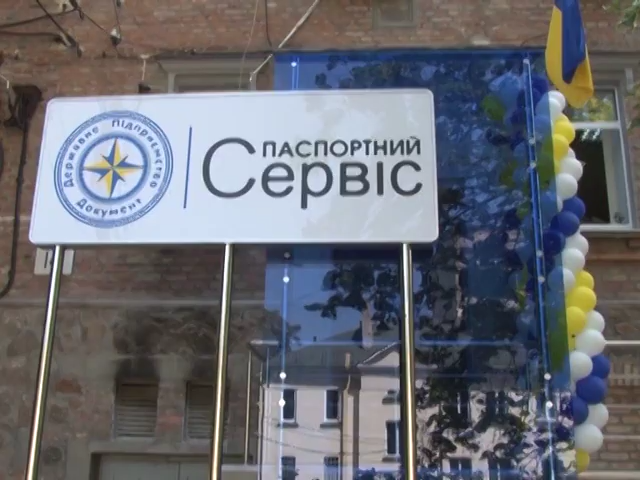 Державне Підприємство
Документ
ПАСПОРТНИЙ
Сервіс